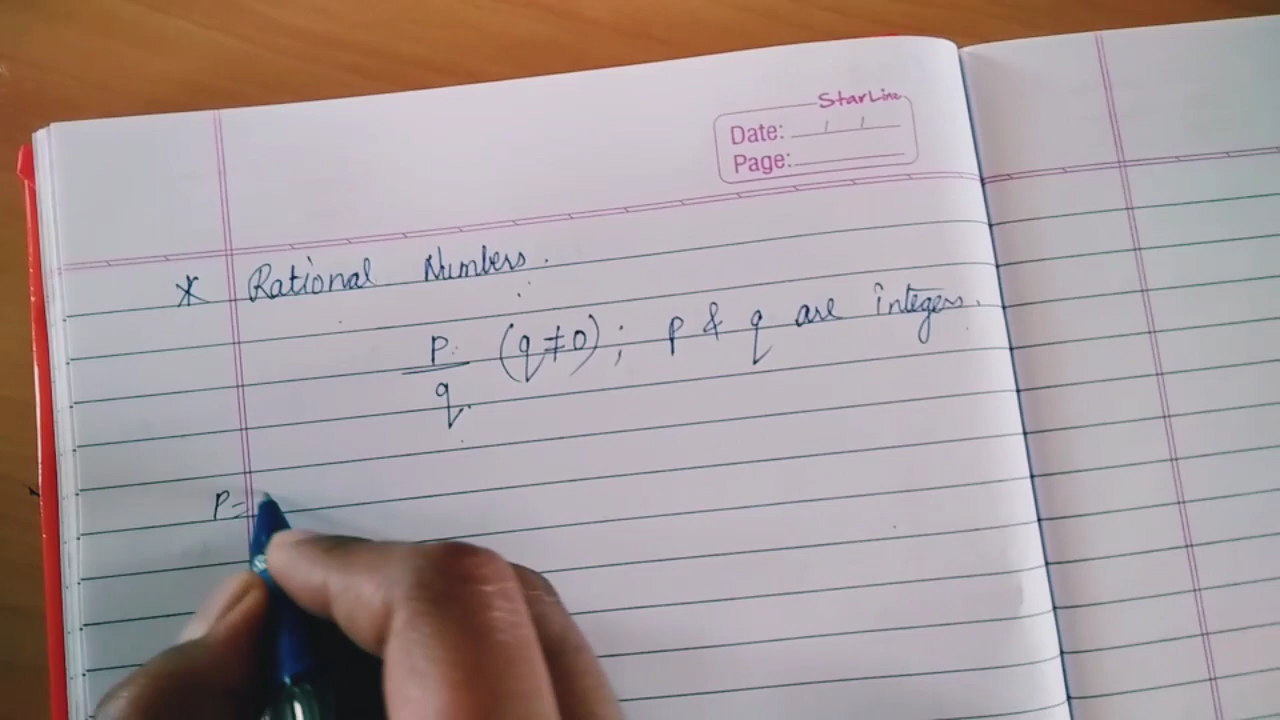 StarLine
Date: / /
Page:
* Rational Numbers.
p/q (q≠0); p & q are integers.
P=